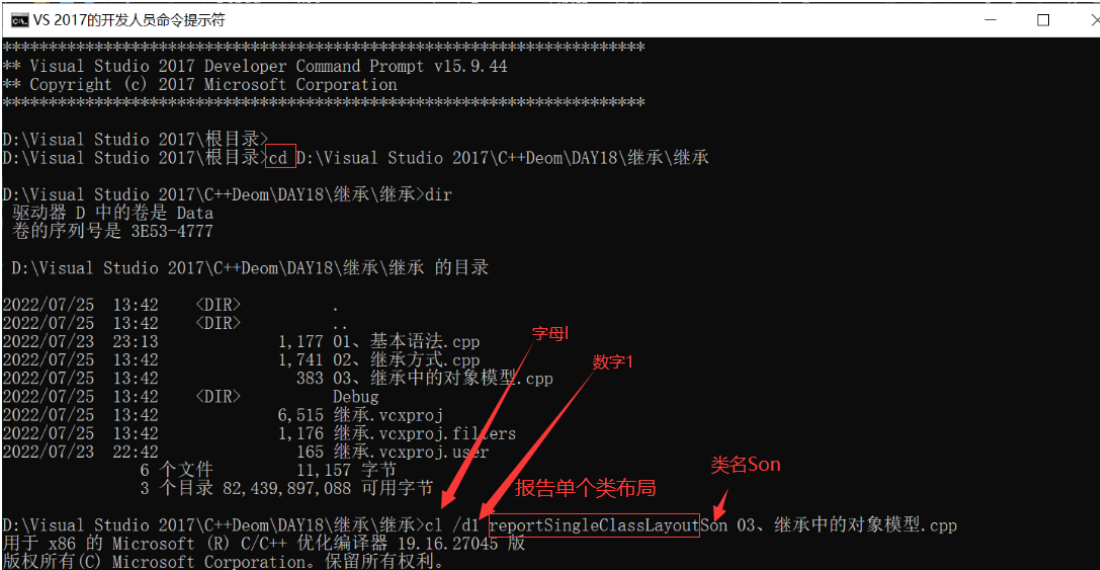 VS 2017的开发人员命令提示符
**********************************************************************
** Visual Studio 2017 Developer Command Prompt v15.9.44
** Copyright (c) 2017 Microsoft Corporation
**********************************************************************
D:\Visual Studio 2017\根目录>
D:\Visual Studio 2017\根目录>cd D:\Visual Studio 2017\C++Deom\DAY18\继承\继承
D:\Visual Studio 2017\C++Deom\DAY18\继承\继承>dir
驱动器 D 中的卷是 Data
卷的序列号是 3E53-4777
D:\Visual Studio 2017\C++Deom\DAY18\继承\继承 的目录
2022/07/25 13:42 <DIR> .
2022/07/25 13:42 <DIR> ..
字母l
2022/07/23 23:13 1,177 01、基本语法.cpp
2022/07/25 13:42 1,741 02、继承方式.cpp
数字1
2022/07/25 13:42 383 03、继承中的对象模型.cpp
2022/07/25 13:42 <DIR> Debug
2022/07/25 13:42 6,515 继承.vcxproj
2022/07/25 13:42 1,176 继承.vcxproj.filters
2022/07/23 22:42 165 继承.vcxproj.user
6 个文件 11,157 字节
类名Son
3 个目录 82,439,897,088 可用字节
报告单个类布局
D:\Visual Studio 2017\C++Deom\DAY18\继承\继承>cl /d1 reportSingleClassLayoutSon 03、继承中的对象模型.cpp
用于 x86 的 Microsoft (R) C/C++ 优化编译器 19.16.27045 版
版权所有(C) Microsoft Corporation。保留所有权利。